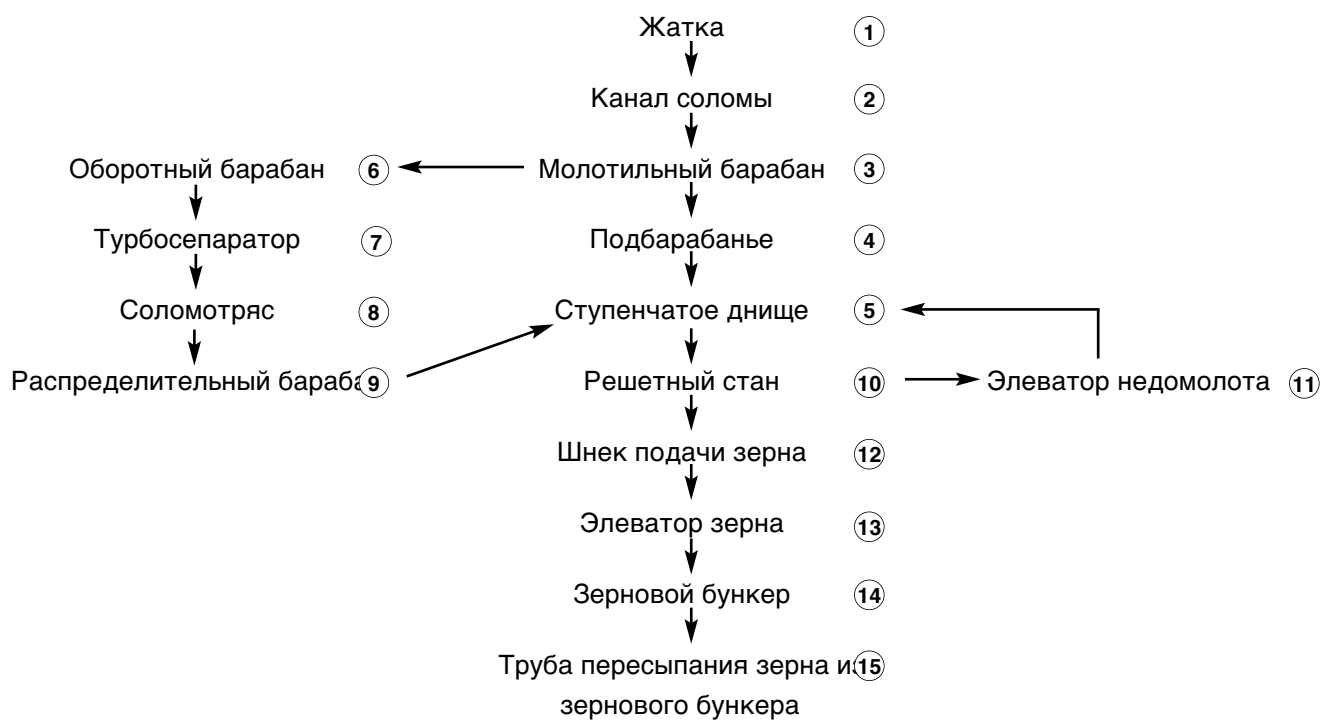 Жатка 1
Канал соломы 2
Оборотный барабан 6 Молотильный барабан 3
Турбосепаратор 7 Подбарабанье 4
Соломотряс 8 Ступенчатое днище 5
Распределительный 9 Решетный стан 10 Элеватор недомолота 11
Шнек подачи зерна 12
Элеватор зерна 13
Зерновой бункер 14
Труба пересыпания зерна 15
зернового бункера